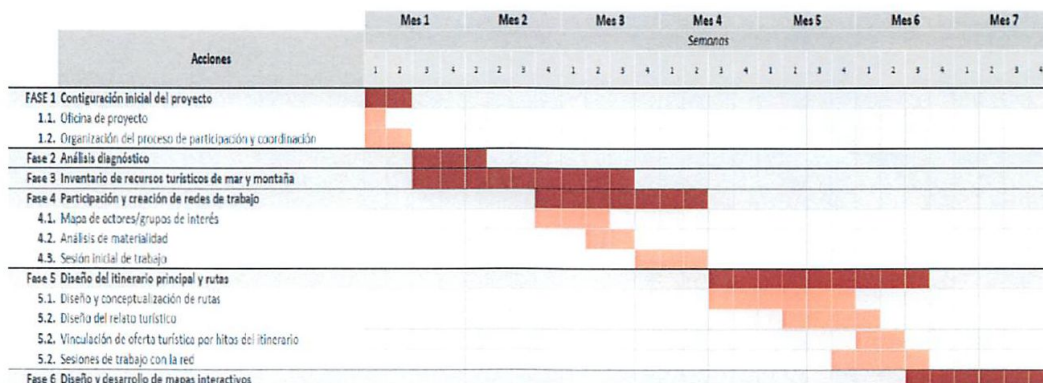 Mes 1 Mes 2 Mes 3 Mes 4 Mes 5 Mes 6 Mes 7
Semanas
Acciones
1 2 3 4 2 2 3 4 1 2 3 4 1 2 3 4 1 2 3 4 1 2 3 4 1 2 3 4
FASE 1 Contiguración inicial del proyecto
1.1. Oficina de proyecto
1.2. Organización del proceso de participación y coordinación
Fase 2 Análisis diagnóstico
Fase 3 Inventario de recursos turísticos de mar y montaña
Fase 4 Participación y creación de redes de trabajo
4.1. Mapa de actores/grupos de interés
4.2. Análisis de materialidad
4.3. Sesión inicial de trabajo
Fase 5 Diseño del itinerario principal y rutas
5.1. Diseño y conceptualización de rutas
5.2. Diseño del relato turístico
5.2. Vinculación de oferta turística por hitos del itinerario
5.2. Sesiones de trabajo con la red
Fase 6 Diseño y desarrollo de mapas interactivos